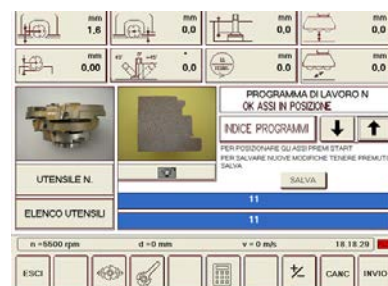 mm mm mm mm
1,6 0,0 0,0 0,0
mm mm mm
0,00 0,0 0.0 0.0
PROGRAMMA DI LAVORO N
OK ASSI IN POSIZIONE
INDICE PROGRAMMI
PER POSIZIONARE GLI ASSI PREMI START
PER SALVARE NUOVE MODIFICHE TENERE PREMUTO
SALVA
SALVA
UTENSILE N.
ELENCO UTENSILI
11
11
n =5500 rpm d =0 mm v = 0 m/s 18.18.29
ESCI +/- CANC INVIO